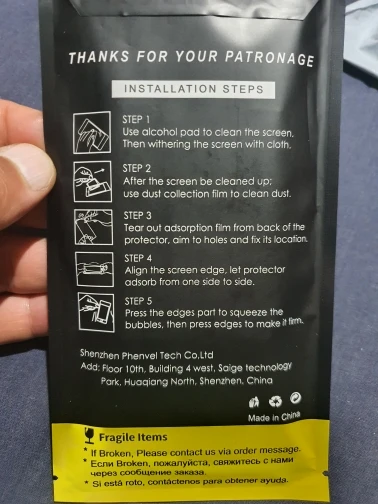 THANKS FOR YOUR PATRONAGE
INSTALLATION STEPS
STEP 1
Use alcohol pad to clean the screen,
Then withering the screen with cloth.
STEP 2
After the screen be cleaned up;
use dust collection film to clean dust.
STEP 3
Tear out adsorption film from back of the
protector, aim to holes and fix its location.
STEP 4
Align the screen edge, let protector
adsorb from one side to side.
STEP 5
Press the edges part to squeeze the
bubbles, then press edges to make it firm.
Shenzhen Phenvel Tech Co,Ltd
Add: Floor 10th, Building 4 west, Saige technology
Park, Huaqiang North, Shenzhen, China
Made in China
Fragile Items
* If Broken, Please contact us via order message.
* Если Broken, пожалуйста, свяжитесь с нами
через сообщение заказа.
* Si está roto, contáctenos para obtener ayuda.